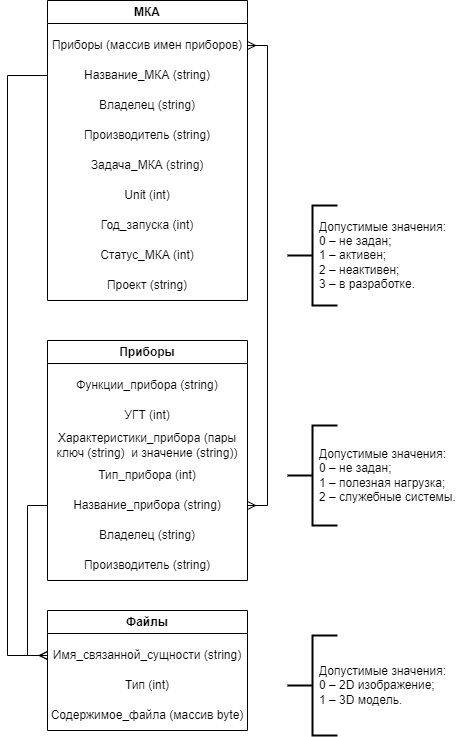 МКА
Приборы (массив имен приборов)
Название_МКА (string)
Владелец (string)
Производитель (string)
Задача_МКА (string)
Unit (int)
Год_запуска (int)
Статус_МКА (int)
Проект (string)
Допустимые значения:
0 – не задан;
1 – активен;
2 – неактивен;
3 – в разработке.
Приборы
Функции_прибора (string)
УГТ (int)
Характеристики_прибора (пары
ключ (string)  и значение (string))
Тип_прибора (int)
Название_прибора (string)
Владелец (string)
Производитель (string)
Допустимые значения:
0 – не задан;
1 – полезная нагрузка;
2 – служебные системы.
Файлы
Имя_связанной_сущности (string)
Тип (int)
Содержимое_файла (массив byte)
Допустимые значения:
0 – 2D изображение;
1 – 3D модель.